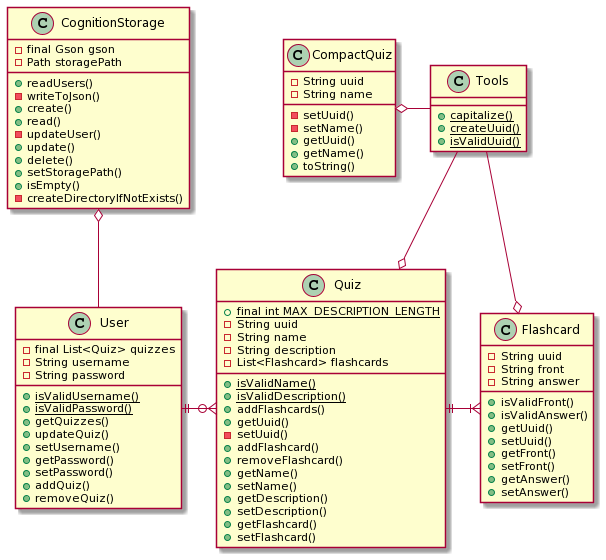 C CognitionStorage
final Gson gson
Path storagePath
readUsers()
writeToJson()
create()
read()
updateUser()
update()
delete()
setStoragePath()
isEmpty()
createDirectoryIfNotExists()
C CompactQuiz
String uuid
String name
setUuid()
setName()
getUuid()
getName()
toString()
C Tools
capitalize()
createUuid()
isValidUuid()
C User
final List<Quiz> quizzes
String username
String password
isValidUsername()
isValidPassword()
getQuizzes()
updateQuiz()
setUsername()
getPassword()
setPassword()
addQuiz()
removeQuiz()
C Quiz
final int MAX_DESCRIPTION_LENGTH
String uuid
String name
String description
List<Flashcard> flashcards
isValidName()
isValidDescription()
addFlashcards()
getUuid()
setUuid()
addFlashcard()
removeFlashcard()
getName()
setName()
getDescription()
setDescription()
getFlashcard()
setFlashcard()
C Flashcard
String uuid
String front
String answer
isValidFront()
isValidAnswer()
getUuid()
setUuid()
getFront()
setFront()
getAnswer()
setAnswer()